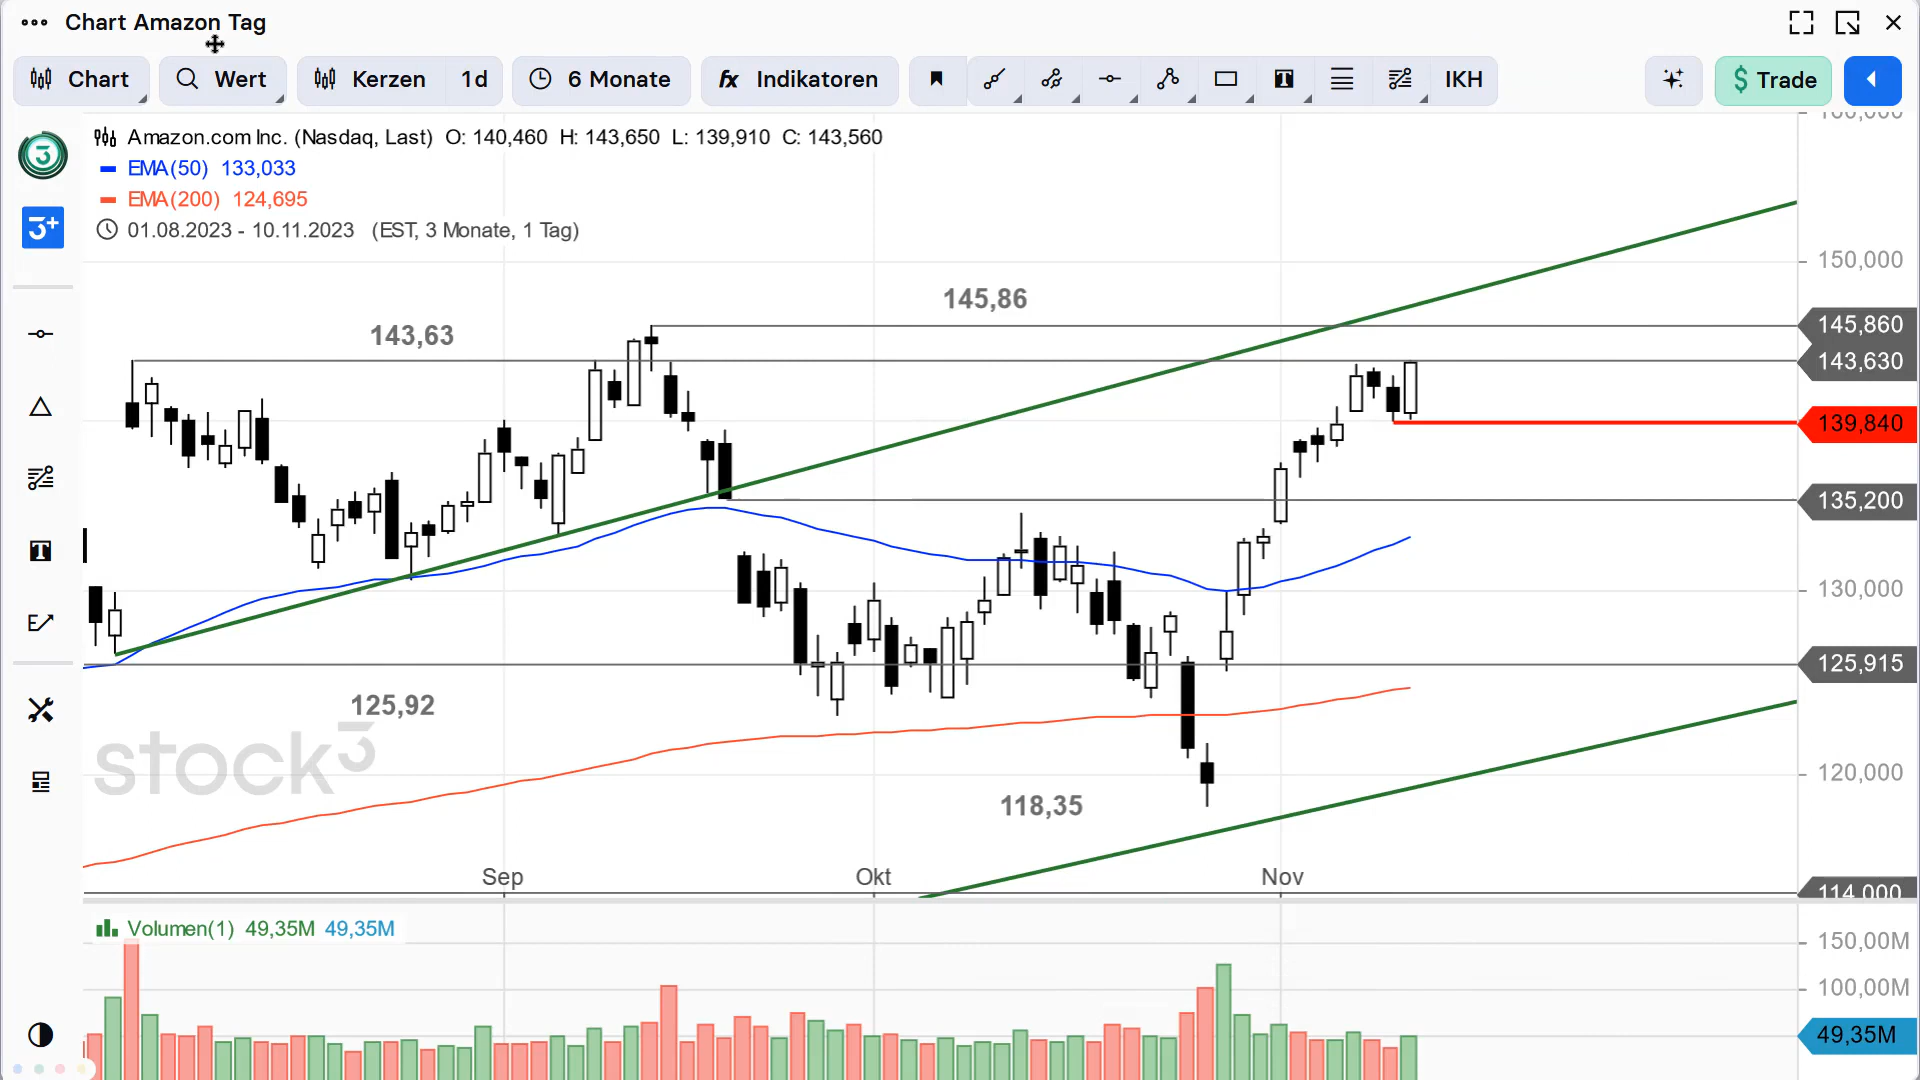 Chart Amazon Tag
Chart Wert Kerzen 1d 6 Monate fx Indikatoren T IKH $ Trade
Amazon.com Inc. (Nasdaq, Last) O: 140,460 H: 143,650 L: 139,910 C: 143,560
EMA(50) 133,033
EMA(200) 124,695
01.08.2023 - 10.11.2023 (EST, 3 Monate, 1 Tag)
3
3+
150,000
145,86
145,860
143,63
143,630
139,840
135,200
T
130,000
125,915
125,92
stock3
120,000
118,35
Sep Okt Nov
114,000
Volumen(1) 49,35M 49,35M
150,00M
100,00M
49,35M